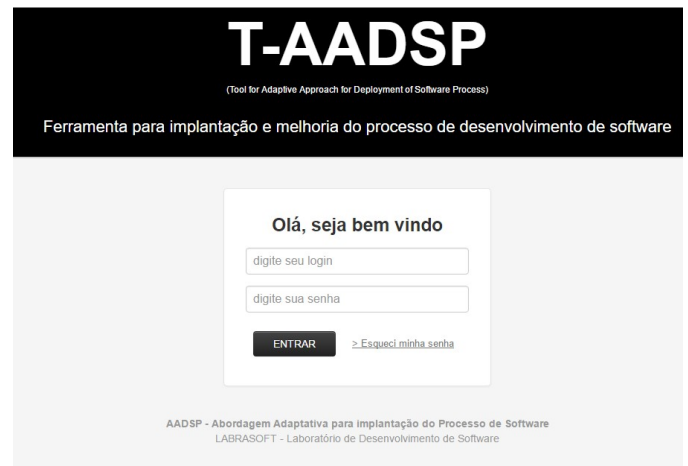 T-AADSP
(Tool for Adaptive Approach for Deployment of Software Process)
Ferramenta para implantação e melhoria do processo de desenvolvimento de software
Olá, seja bem vindo
digite seu login
digite sua senha
ENTRAR > Esqueci minha senha
AADSP - Abordagem Adaptativa para implantação do Processo de Software
LABRASOFT - Laboratório de Desenvolvimento de Software